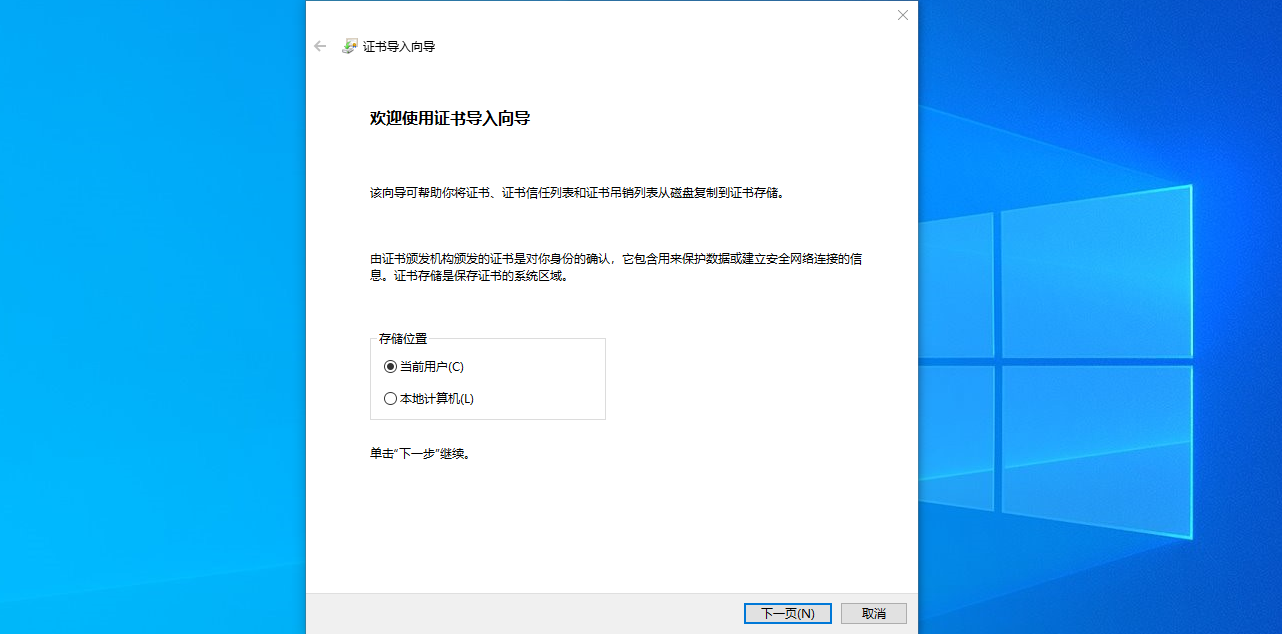 证书导入向导
欢迎使用证书导入向导
该向导可帮助你将证书、证书信任列表和证书吊销列表从磁盘复制到证书存储。
由证书颁发机构颁发的证书是对你身份的确认，它包含用来保护数据或建立安全网络连接的信
息。证书存储是保存证书的系统区域。
存储位置
当前用户(C)
本地计算机(L)
单击“下一步”继续。
下一页(N)
取消